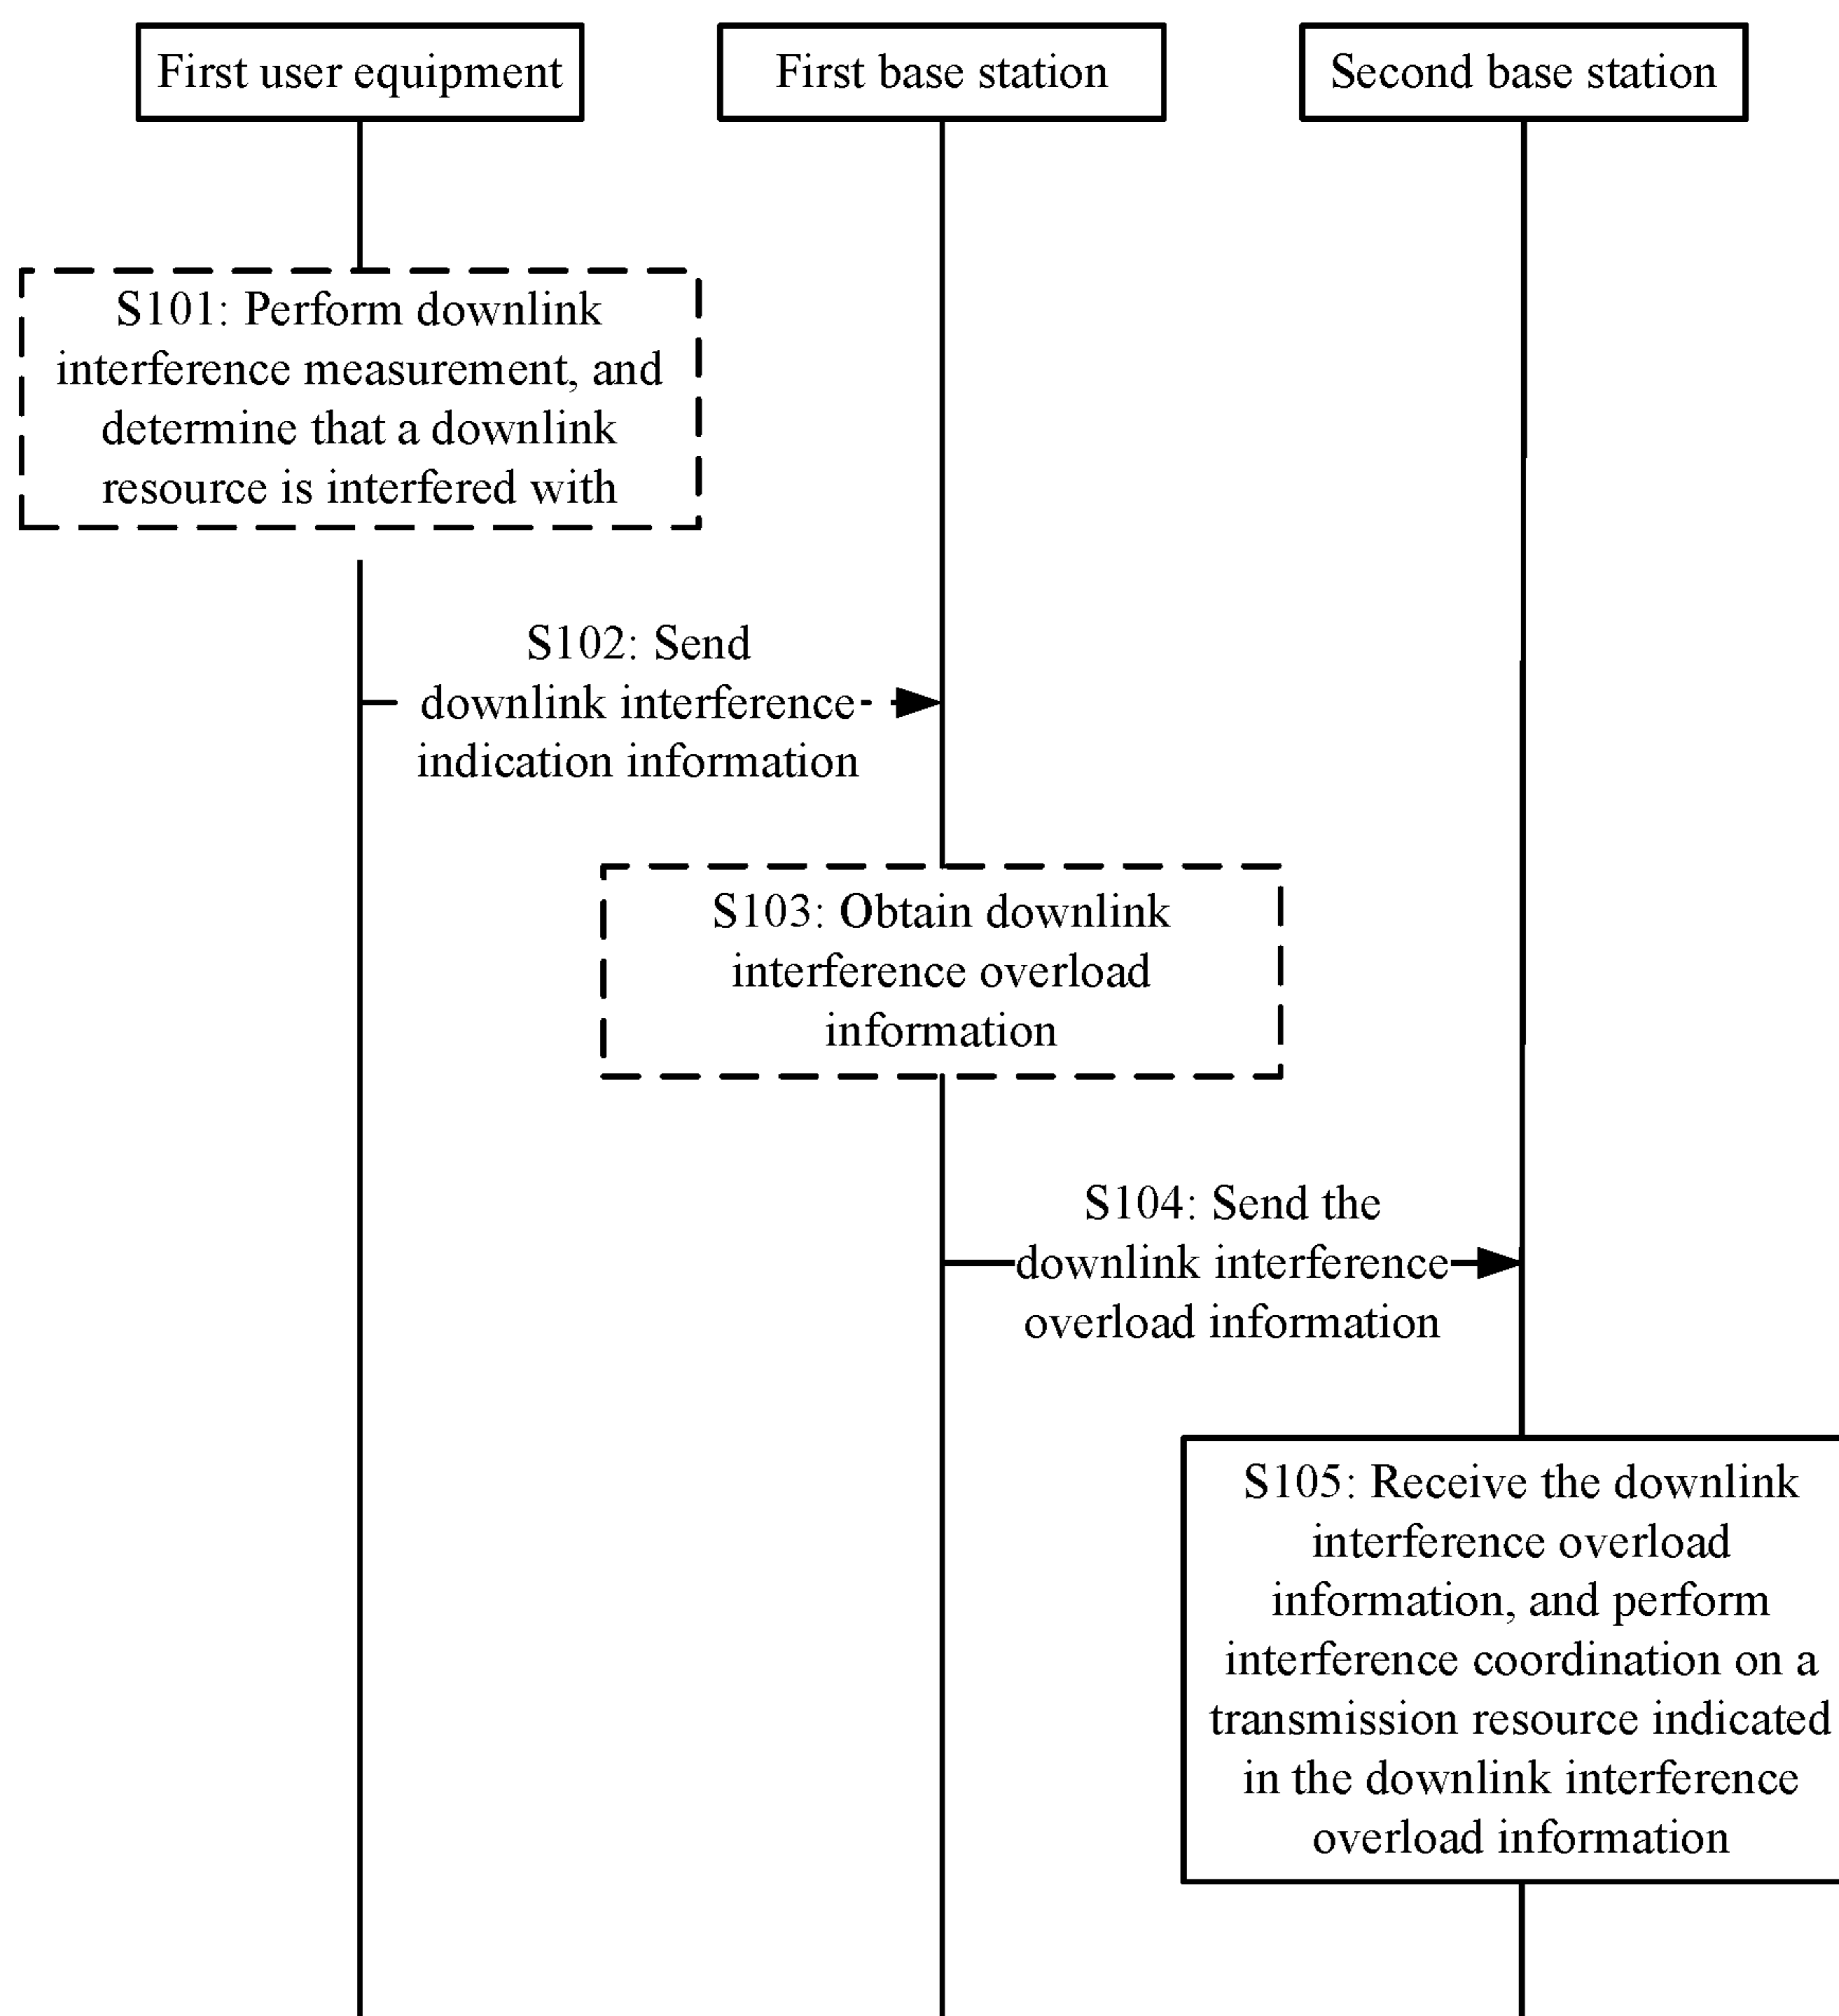 First user equipment
First base station
Second base station
S101: Perform downlink
interference measurement, and
determine that a downlink
resource is interfered with
S102: Send
downlink interference
indication information
S103: Obtain downlink
interference overload
information
S104: Send the
downlink interference
overload information
S105: Receive the downlink
interference overload
information, and perform
interference coordination on a
transmission resource indicated
in the downlink interference
overload information